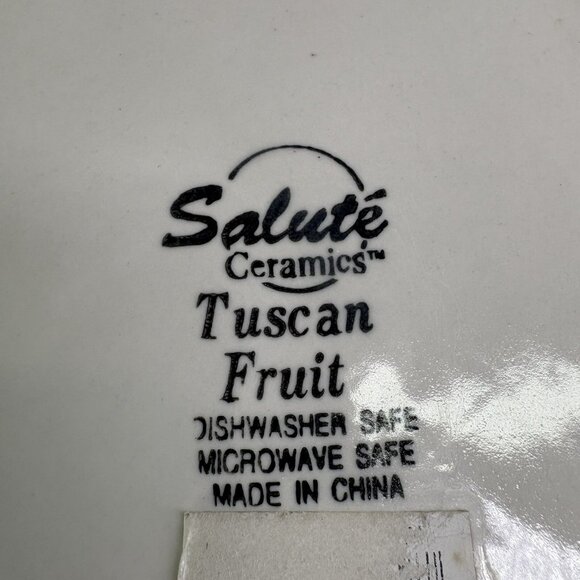 Saluté
Ceramics™
Tuscan
Fruit
DISHWASHER SAFE
MICROWAVE SAFE
MADE IN CHINA